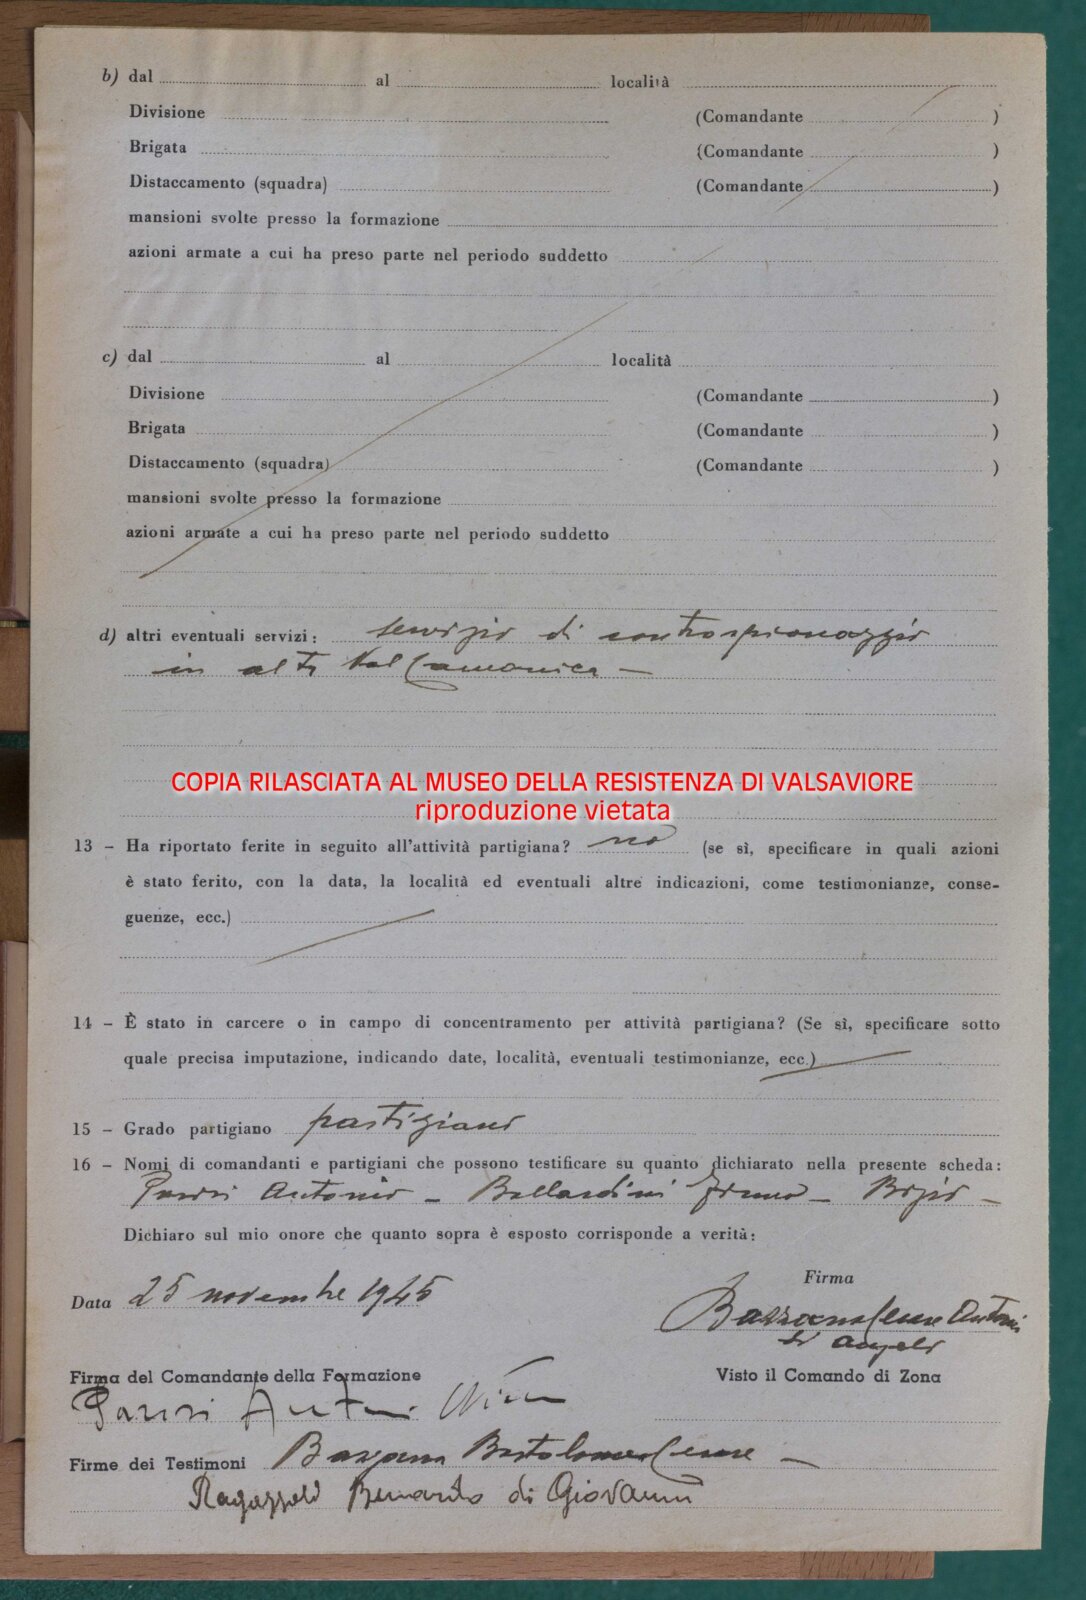 b) dal al località
Divisione (Comandante )
Brigata (Comandante )
Distaccamento (squadra) (Comandante )
mansioni svolte presso la formazione
azioni armate a cui ha preso parte nel periodo suddetto
c) dal al località
Divisione (Comandante )
Brigata (Comandante )
Distaccamento (squadra) (Comandante )
mansioni svolte presso la formazione
azioni armate a cui ha preso parte nel periodo suddetto
d) altri eventuali servizi: servizio di controspionaggio
in alta Val Camonica —
COPIA RILASCIATA AL MUSEO DELLA RESISTENZA DI VALSAVIORE
riproduzione vietata
13 – Ha riportato ferite in seguito all'attività partigiana? no (se sì, specificare in quali azioni
è stato ferito, con la data, la località ed eventuali altre indicazioni, come testimonianze, conse-
guenze, ecc.)
14 – È stato in carcere o in campo di concentramento per attività partigiana? (Se sì, specificare sotto
quale precisa imputazione, indicando date, località, eventuali testimonianze, ecc.)
15 – Grado partigiano partigiano
16 – Nomi di comandanti e partigiani che possono testificare su quanto dichiarato nella presente scheda:
Parisi Antonio – Ballardini – –
Dichiaro sul mio onore che quanto sopra è esposto corrisponde a verità:
Firma
Data 25 novembre 1945
Antonio
di Angelo
Firma del Comandante della Formazione Visto il Comando di Zona
Parisi
Firme dei Testimoni Bartolomeo —
Ragazzoli Bernardo di Giovanni